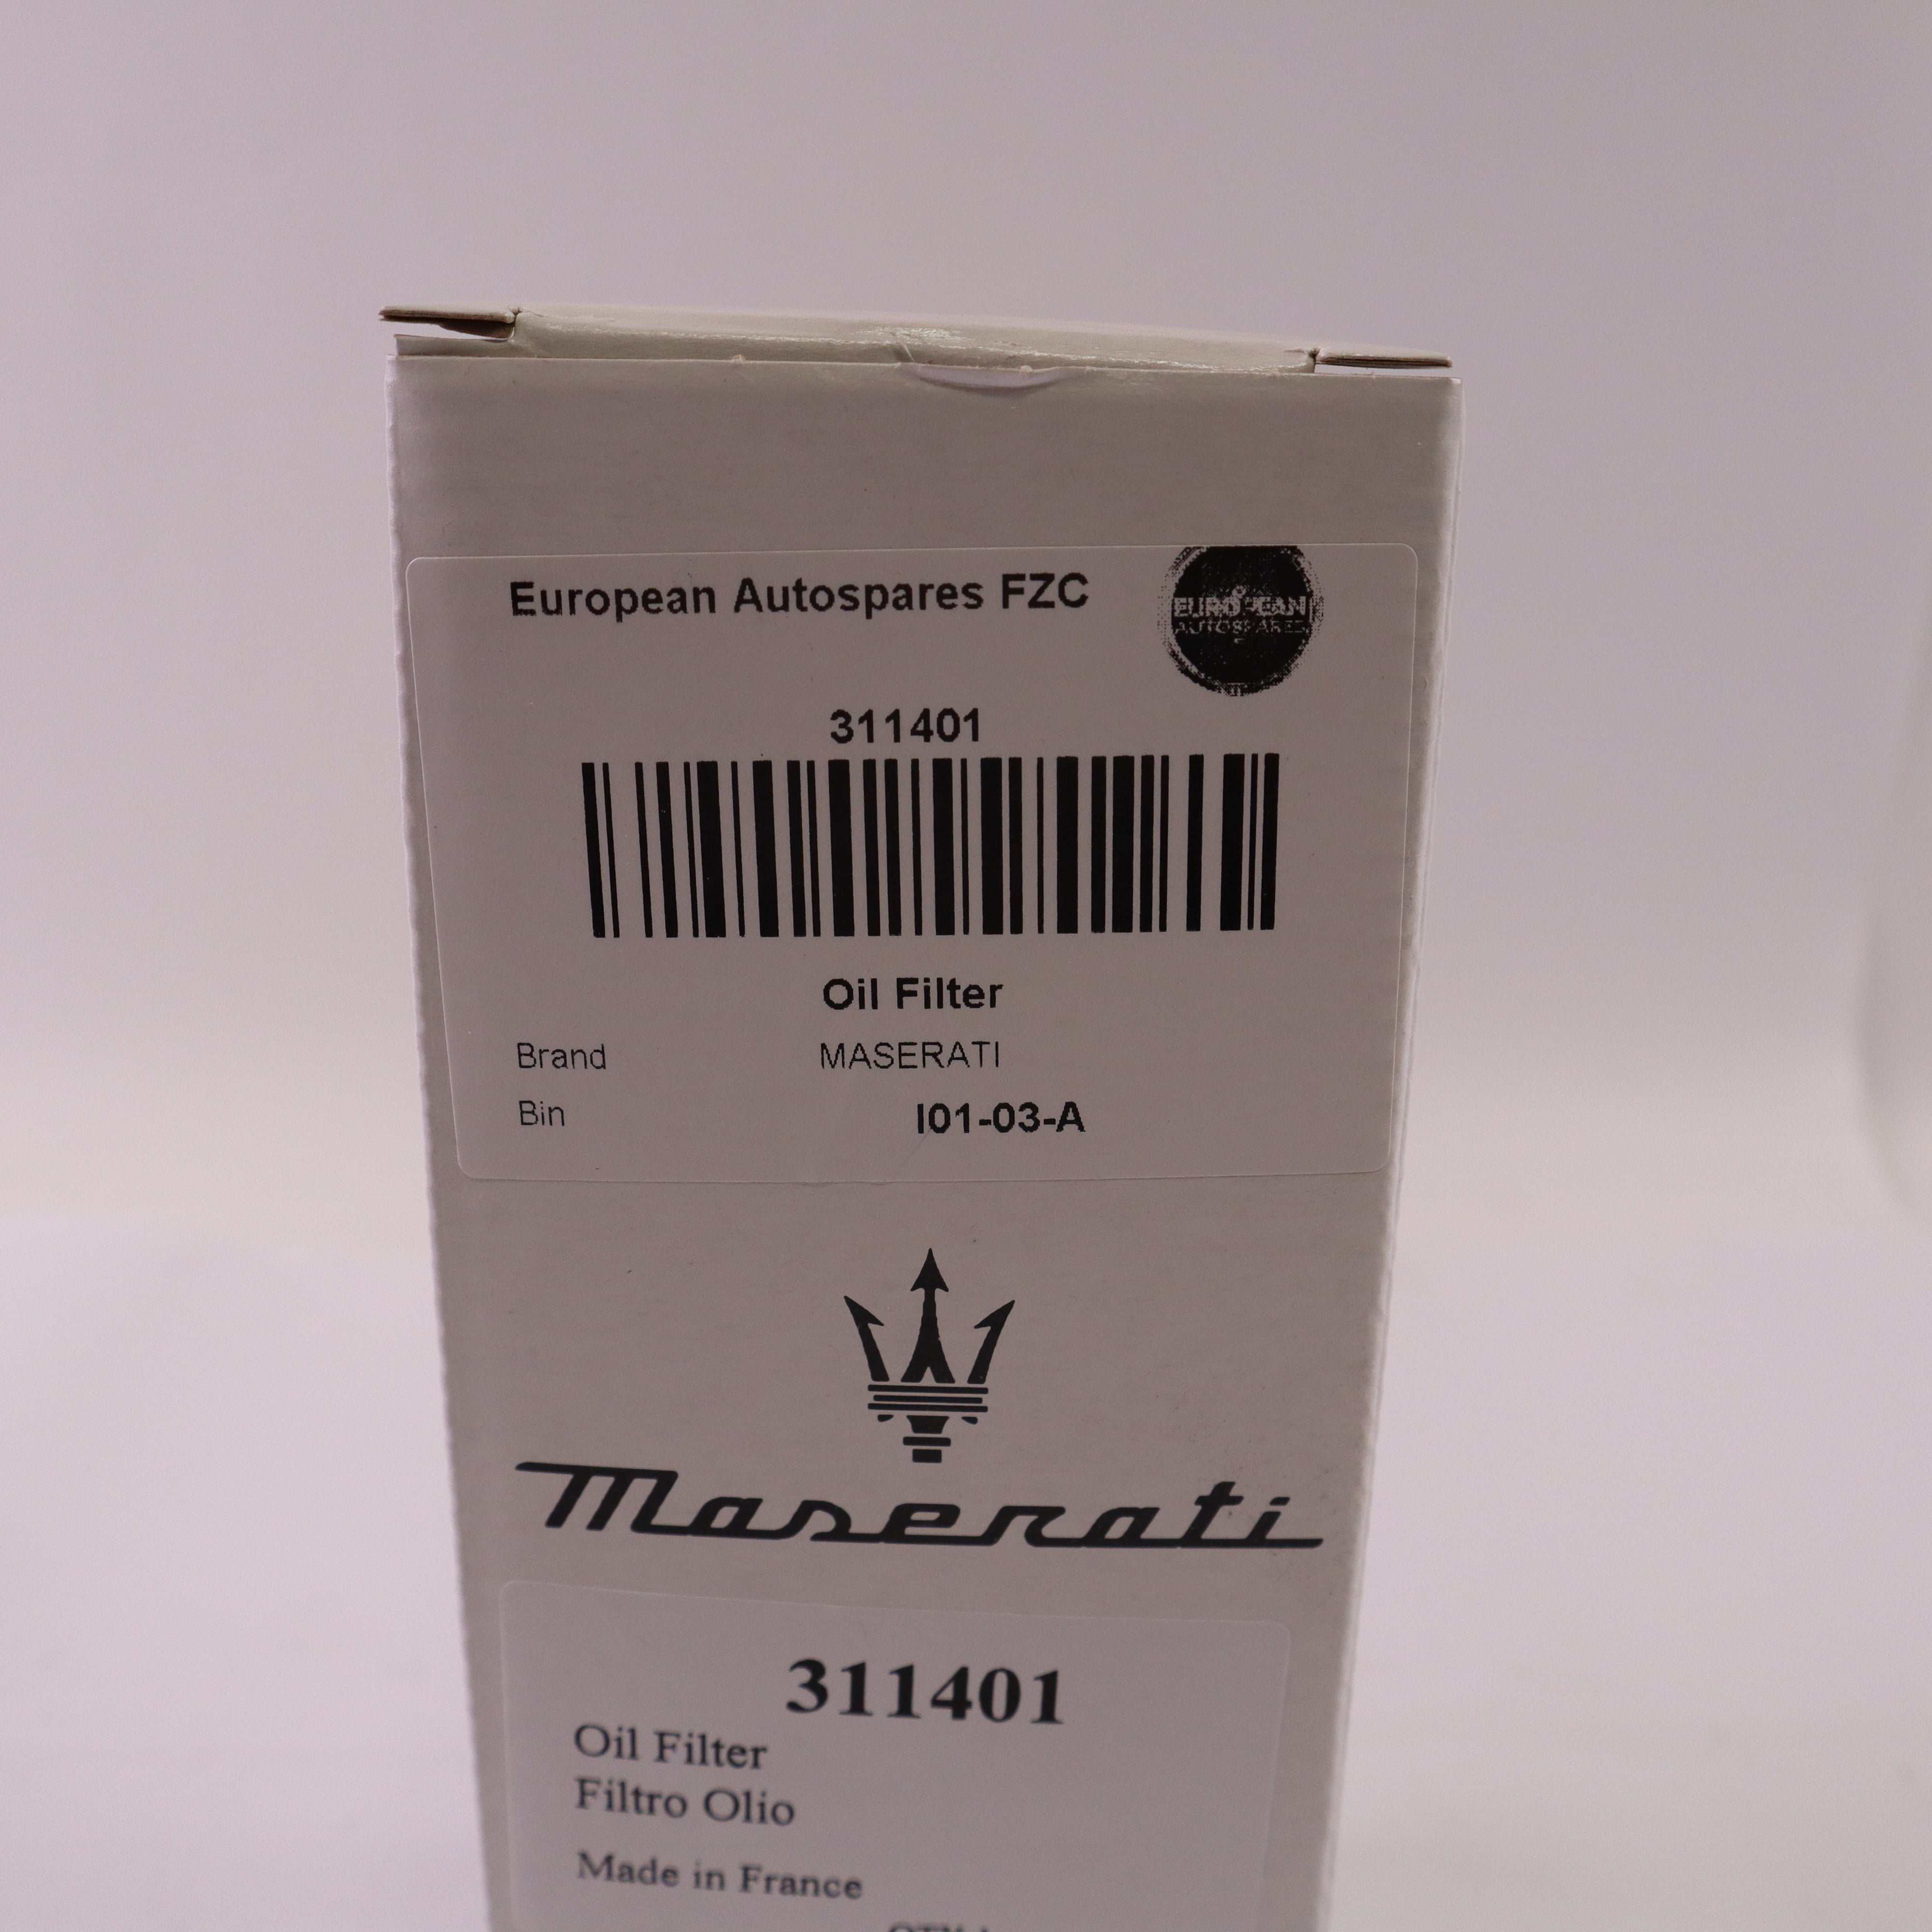 European Autospares FZC
EUROPEAN
AUTOSPARES
311401
Oil Filter
Brand MASERATI
Bin I01-03-A
Maserati
311401
Oil Filter
Filtro Olio
Made in France